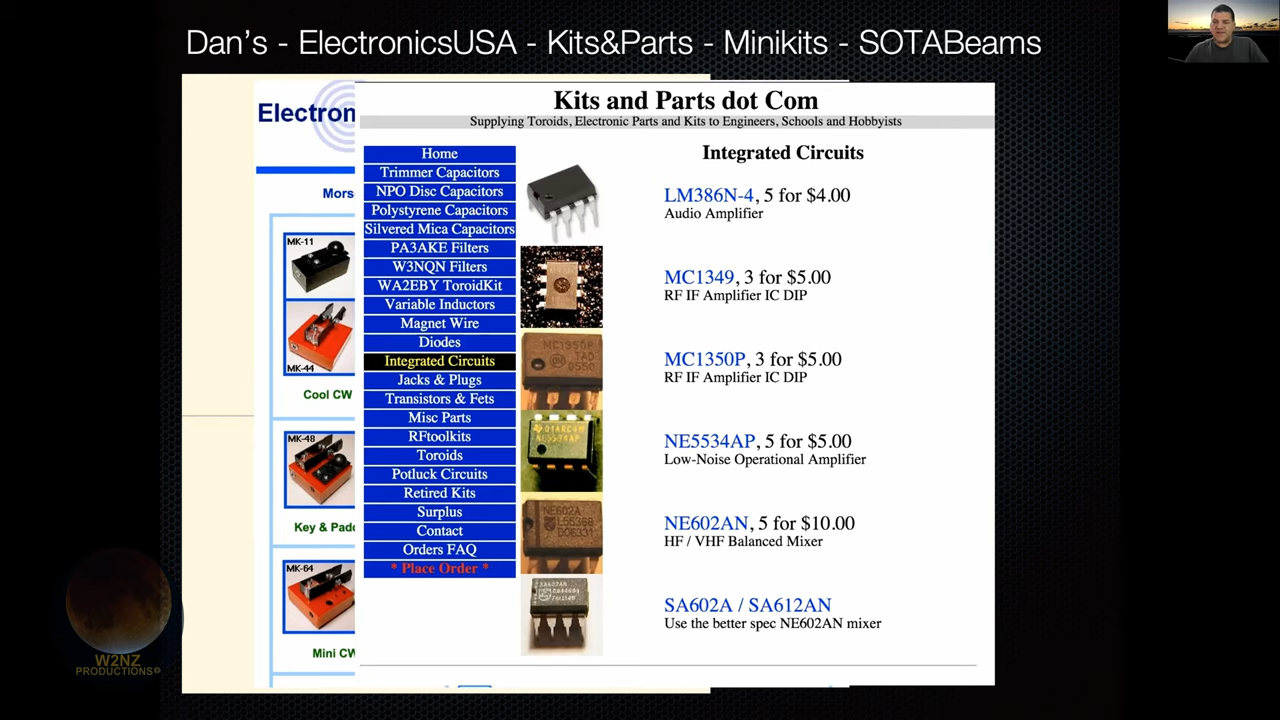 Dan's - ElectronicsUSA - Kits&Parts - Minikits - SOTABeams
Electron
Mors
MK-11
MK-44
Cool CW
MK-48
Key & Padd
MK-64
Mini CW
Kits and Parts dot Com
Supplying Toroids, Electronic Parts and Kits to Engineers, Schools and Hobbyists
Home
Trimmer Capacitors
NPO Disc Capacitors
Polystyrene Capacitors
Silvered Mica Capacitors
PA3AKE Filters
W3NQN Filters
WA2EBY ToroidKit
Variable Inductors
Magnet Wire
Diodes
Integrated Circuits
Jacks & Plugs
Transistors & Fets
Misc Parts
RFtoolkits
Toroids
Potluck Circuits
Retired Kits
Surplus
Contact
Orders FAQ
* Place Order *
Integrated Circuits
LM386N-4, 5 for $4.00
Audio Amplifier
MC1349, 3 for $5.00
RF IF Amplifier IC DIP
MC1350P
MC1350P, 3 for $5.00
RF IF Amplifier IC DIP
NE5534AP
NE5534AP, 5 for $5.00
Low-Noise Operational Amplifier
NE602A
NE602AN, 5 for $10.00
HF / VHF Balanced Mixer
SA602A / SA612AN
Use the better spec NE602AN mixer
W2NZ
PRODUCTIONS